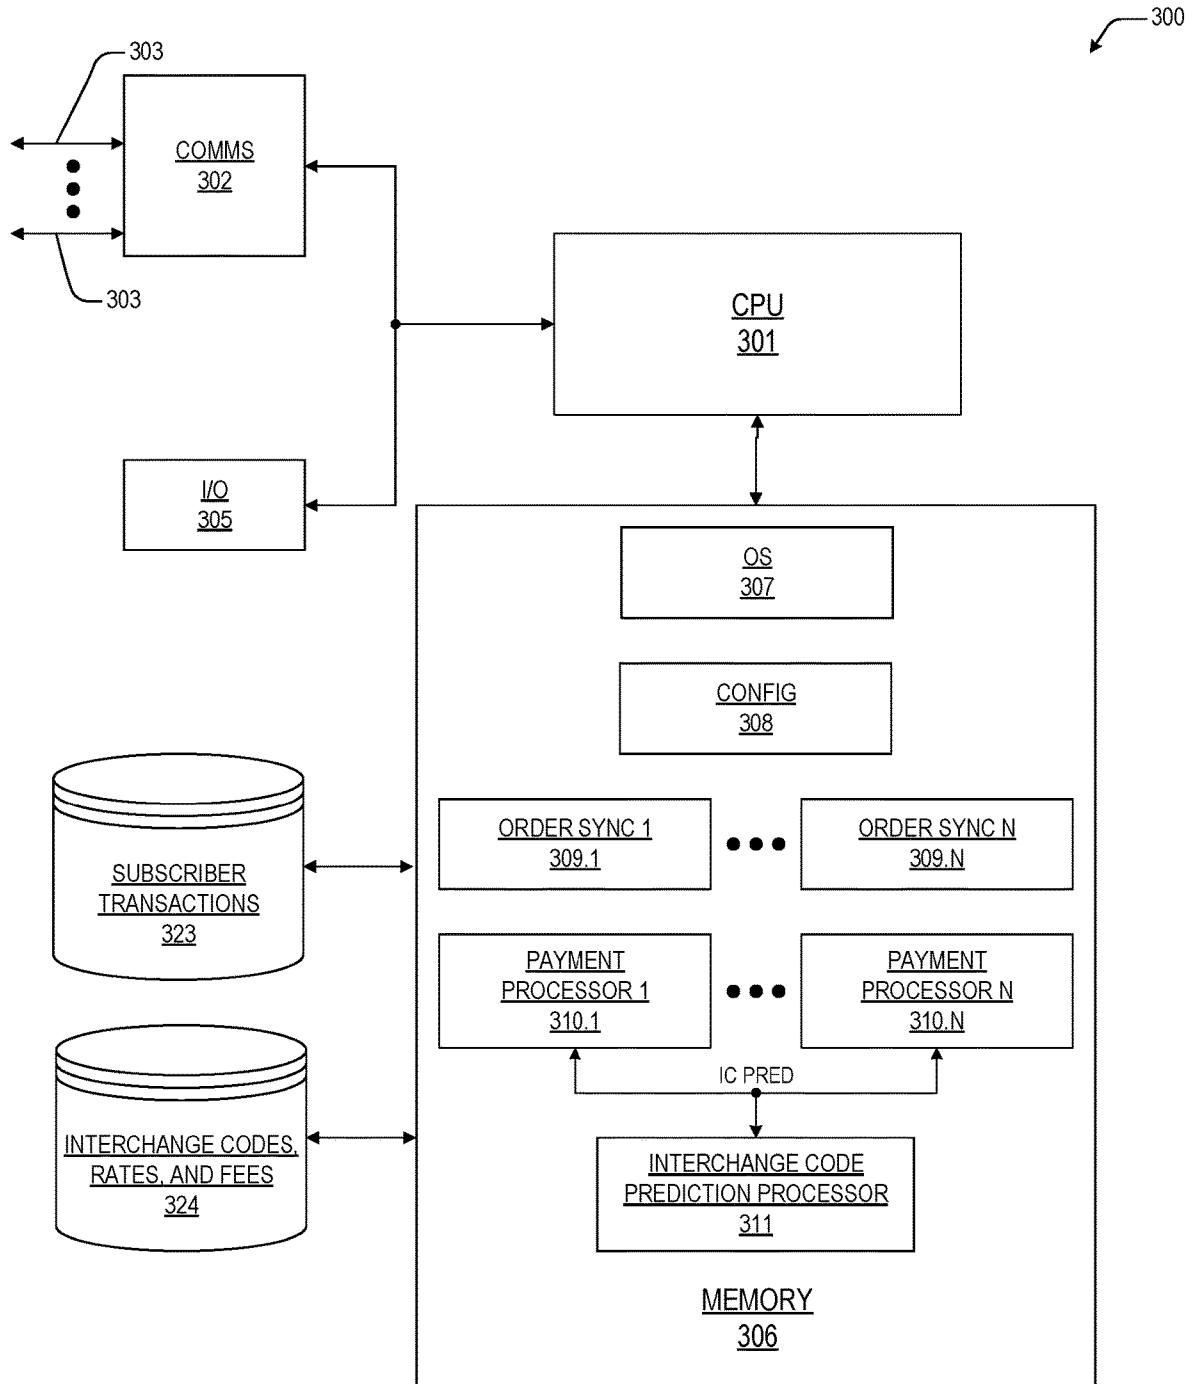 300
303
COMMS
302
303
CPU
301
I/O
305
OS
307
CONFIG
308
ORDER SYNC 1
309.1
ORDER SYNC N
309.N
SUBSCRIBER
TRANSACTIONS
323
PAYMENT
PROCESSOR 1
310.1
PAYMENT
PROCESSOR N
310.N
IC PRED
INTERCHANGE CODES,
RATES, AND FEES
324
INTERCHANGE CODE
PREDICTION PROCESSOR
311
MEMORY
306